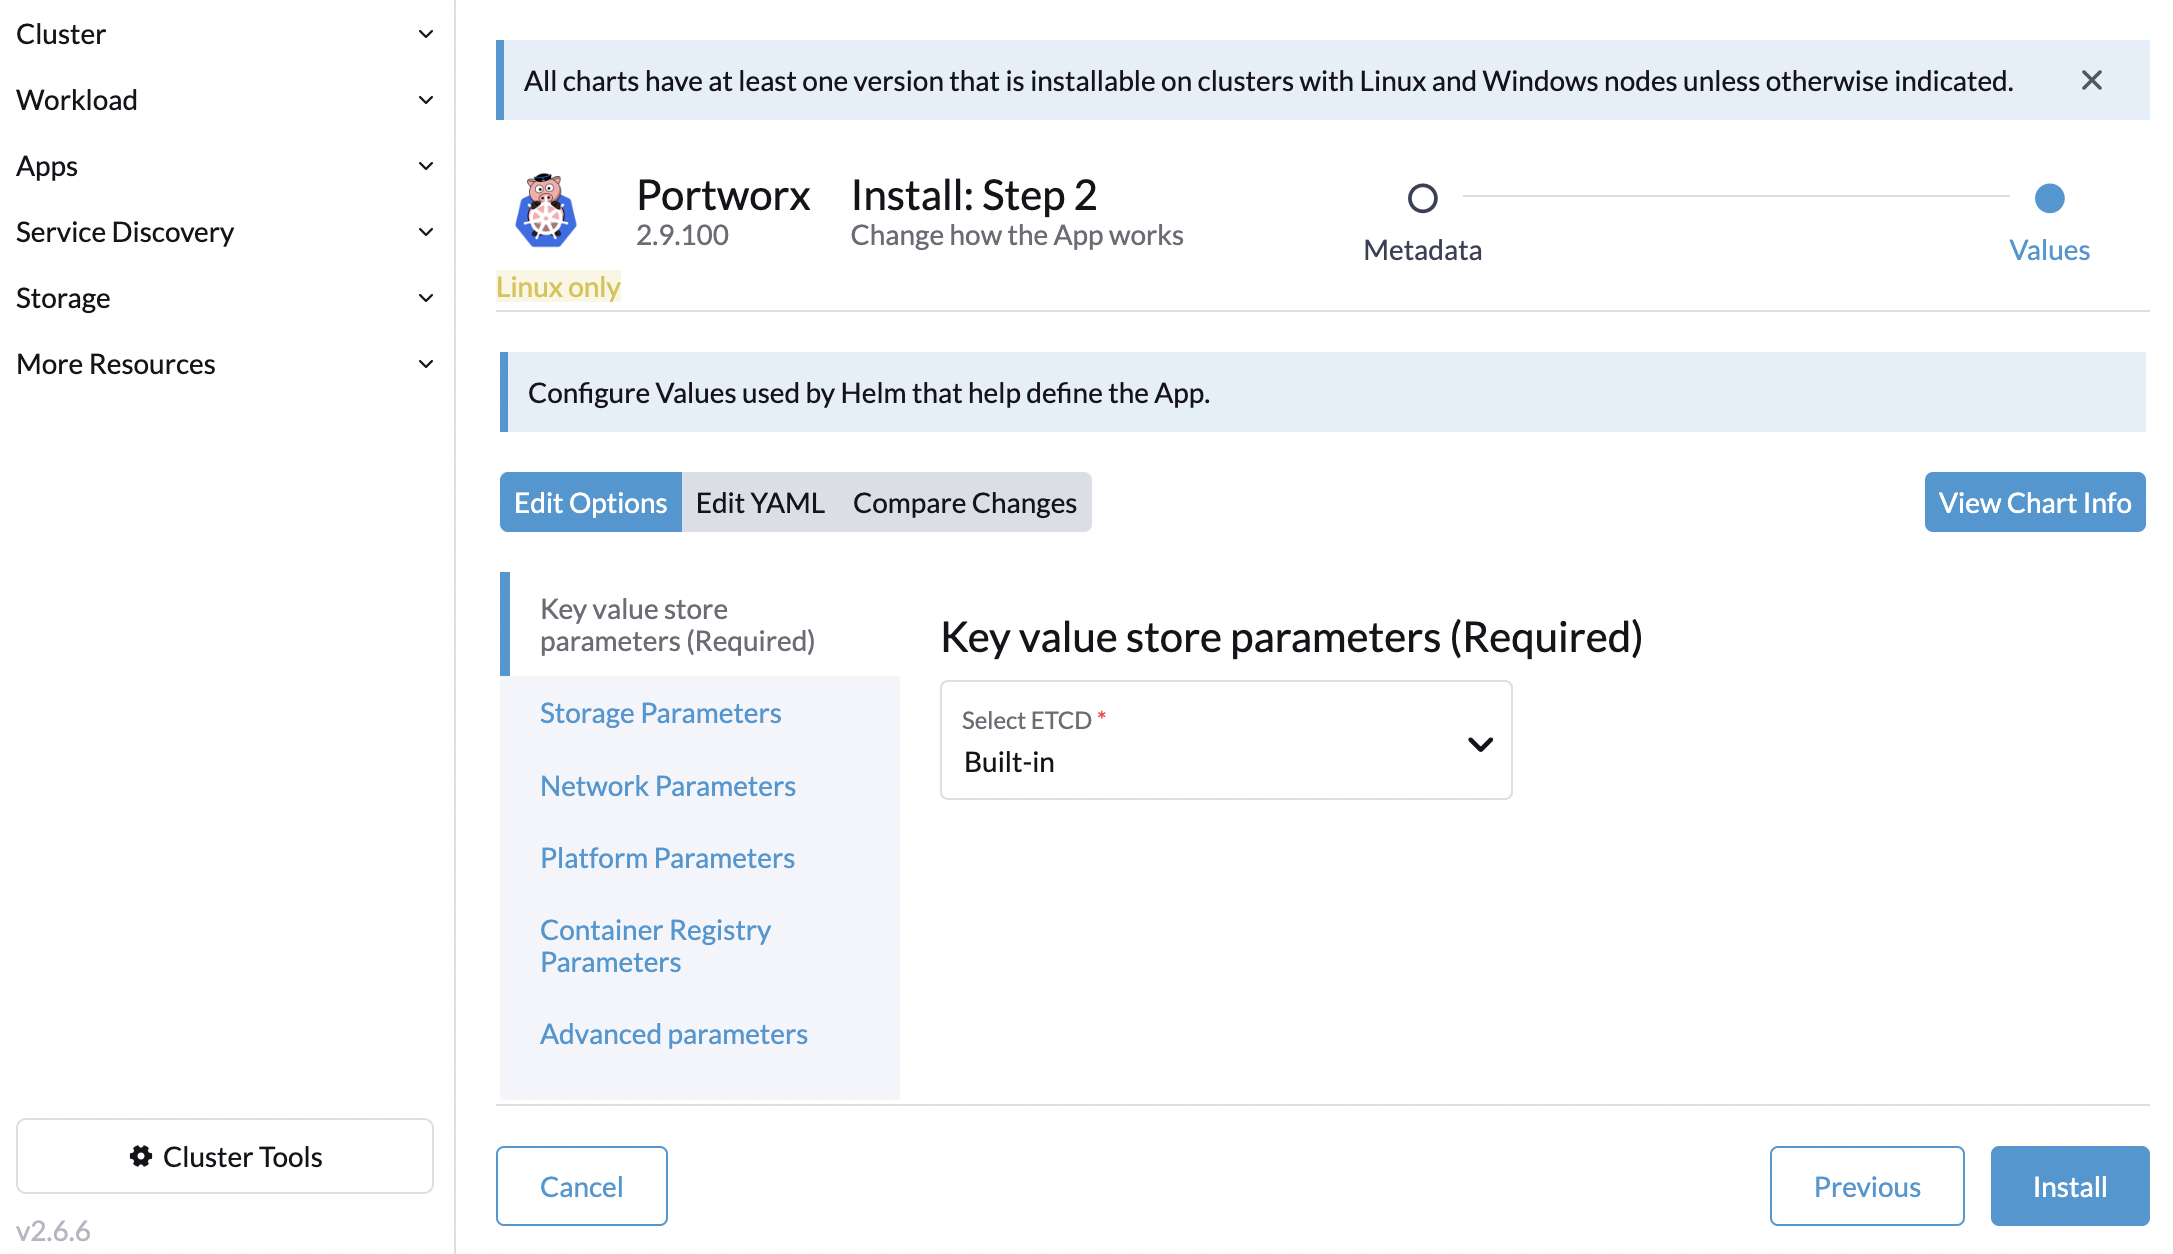 Cluster
Workload
Apps
Service Discovery
Storage
More Resources
Cluster Tools
v2.6.6
All charts have at least one version that is installable on clusters with Linux and Windows nodes unless otherwise indicated.
Portworx
2.9.100
Linux only
Install: Step 2
Change how the App works
Metadata
Values
Configure Values used by Helm that help define the App.
Edit Options
Edit YAML
Compare Changes
View Chart Info
Key value store
parameters (Required)
Storage Parameters
Network Parameters
Platform Parameters
Container Registry
Parameters
Advanced parameters
Key value store parameters (Required)
Select ETCD *
Built-in
Cancel
Previous
Install